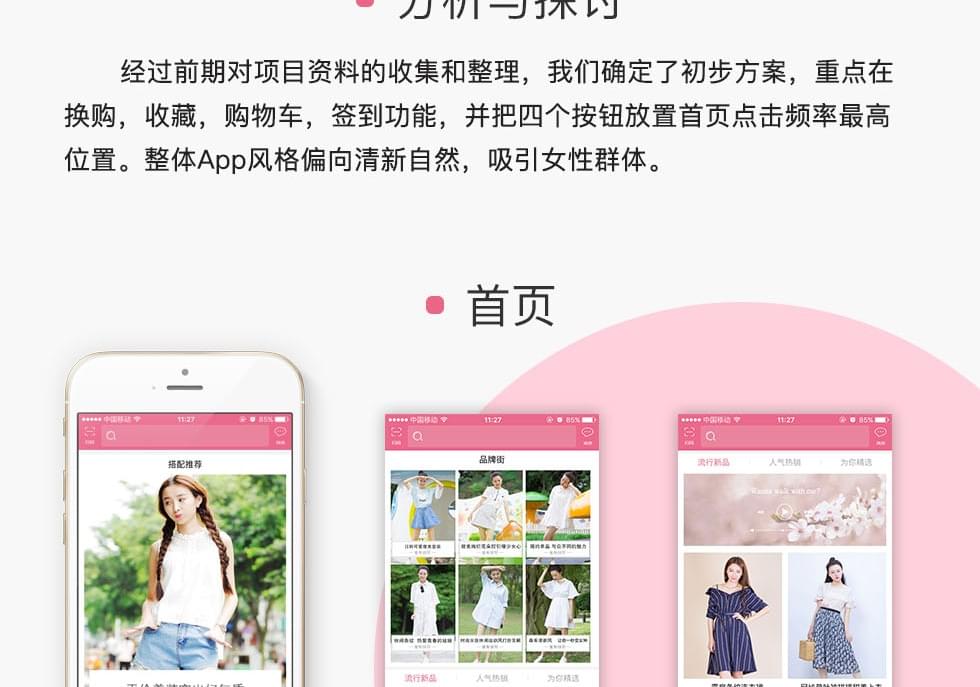 分析与探讨
经过前期对项目资料的收集和整理，我们确定了初步方案，重点在
换购，收藏，购物车，签到功能，并把四个按钮放置首页点击频率最高
位置。整体App风格偏向清新自然，吸引女性群体。
首页
中国移动 11:27 85%
搭配推荐
中国移动 11:27 85%
品牌街
流行新品 人气热销 为你精选
中国移动 11:27 85%
流行新品 人气热销 为你精选
Wanna walk with me?